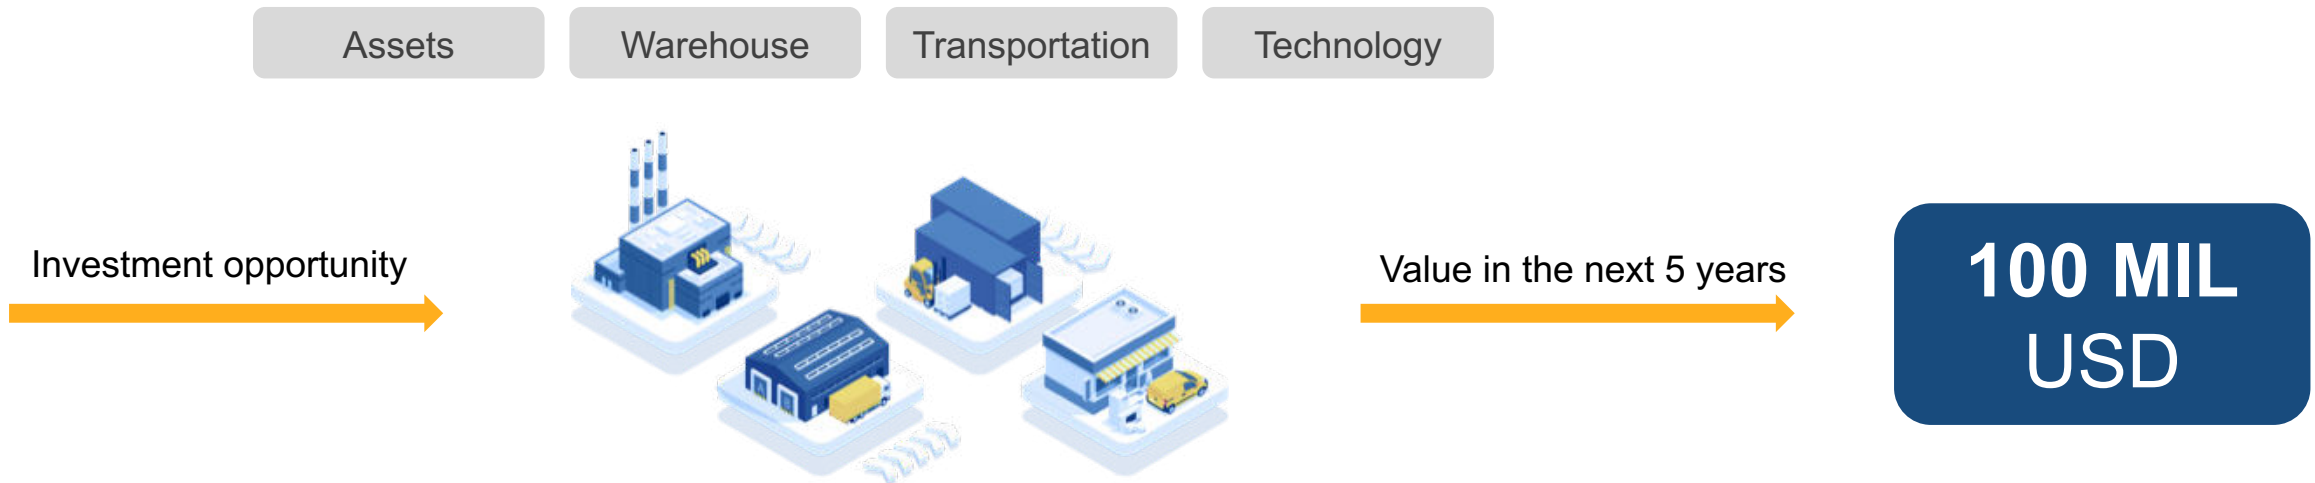 Assets
Warehouse
Transportation
Technology
Investment opportunity
Value in the next 5 years
100 MIL
USD